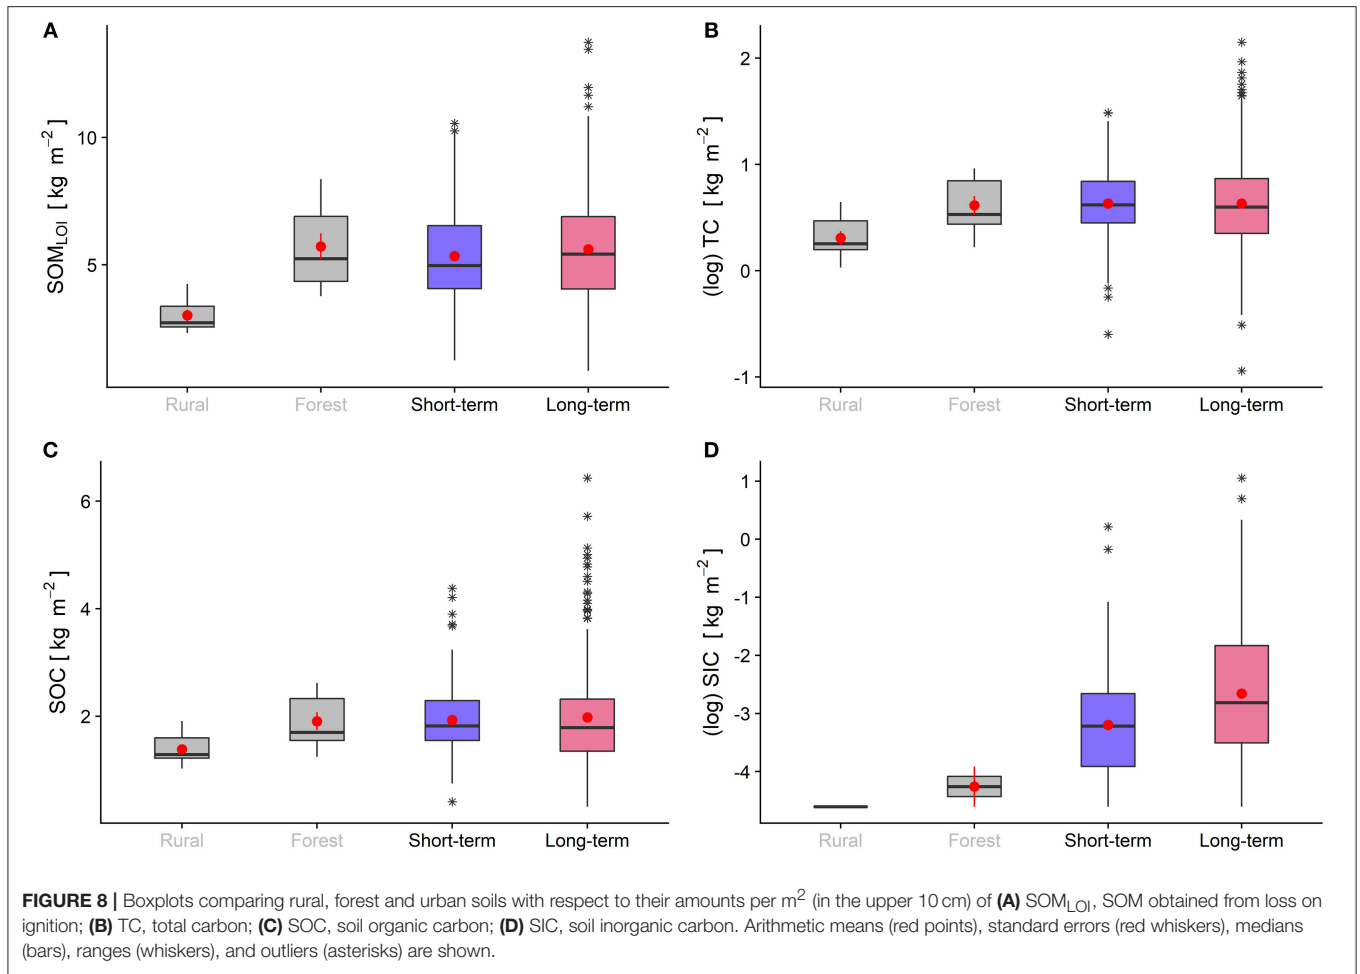 A
SOM_LOI [ kg m⁻²]
10
5
Rural
Forest
Short-term
Long-term
B
(log) TC [ kg m⁻²]
2
1
0
-1
Rural
Forest
Short-term
Long-term
C
SOC [ kg m⁻² ]
6
4
2
Rural
Forest
Short-term
Long-term
D
(log) SIC [ kg m⁻²]
1
0
-1
-2
-3
-4
Rural
Forest
Short-term
Long-term
FIGURE 8 | Boxplots comparing rural, forest and urban soils with respect to their amounts per m² (in the upper 10 cm) of (A) SOM_LOI, SOM obtained from loss on
ignition; (B) TC, total carbon; (C) SOC, soil organic carbon; (D) SIC, soil inorganic carbon. Arithmetic means (red points), standard errors (red whiskers), medians
(bars), ranges (whiskers), and outliers (asterisks) are shown.